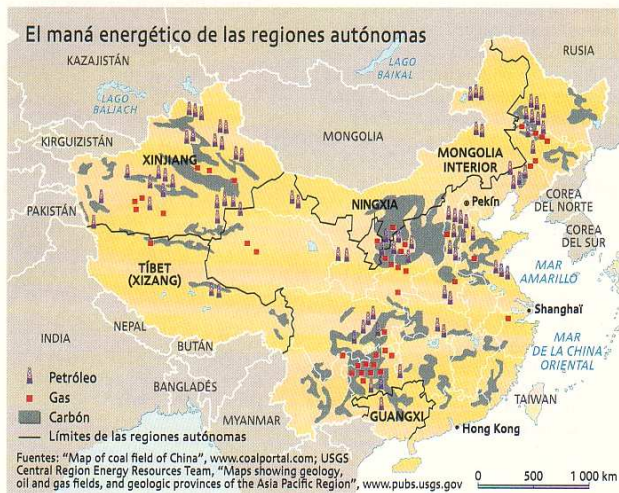 El maná energético de las regiones autónomas
KAZAJISTÁN
RUSIA
LAGO
BAIKAL
LAGO
BALJACH
MONGOLIA
KIRGUIZISTÁN
XINJIANG
MONGOLIA
INTERIOR
NINGXIA
Pekín
COREA
DEL NORTE
PAKISTÁN
COREA
DEL SUR
TÍBET
(XIZANG)
MAR
AMARILLO
Shanghaï
NEPAL
INDIA
BUTÁN
MAR
DE LA CHINA
ORIENTAL
BANGLADÉS
TAIWAN
MYANMAR
GUANGXI
Hong Kong
Petróleo
Gas
Carbón
Límites de las regiones autónomas
Fuentes: “Map of coal field of China”, www.coalportal.com; USGS
Central Region Energy Resources Team, “Maps showing geology,
oil and gas fields, and geologic provinces of the Asia Pacific Region”, www.pubs.usgs.gov
0 500 1 000 km